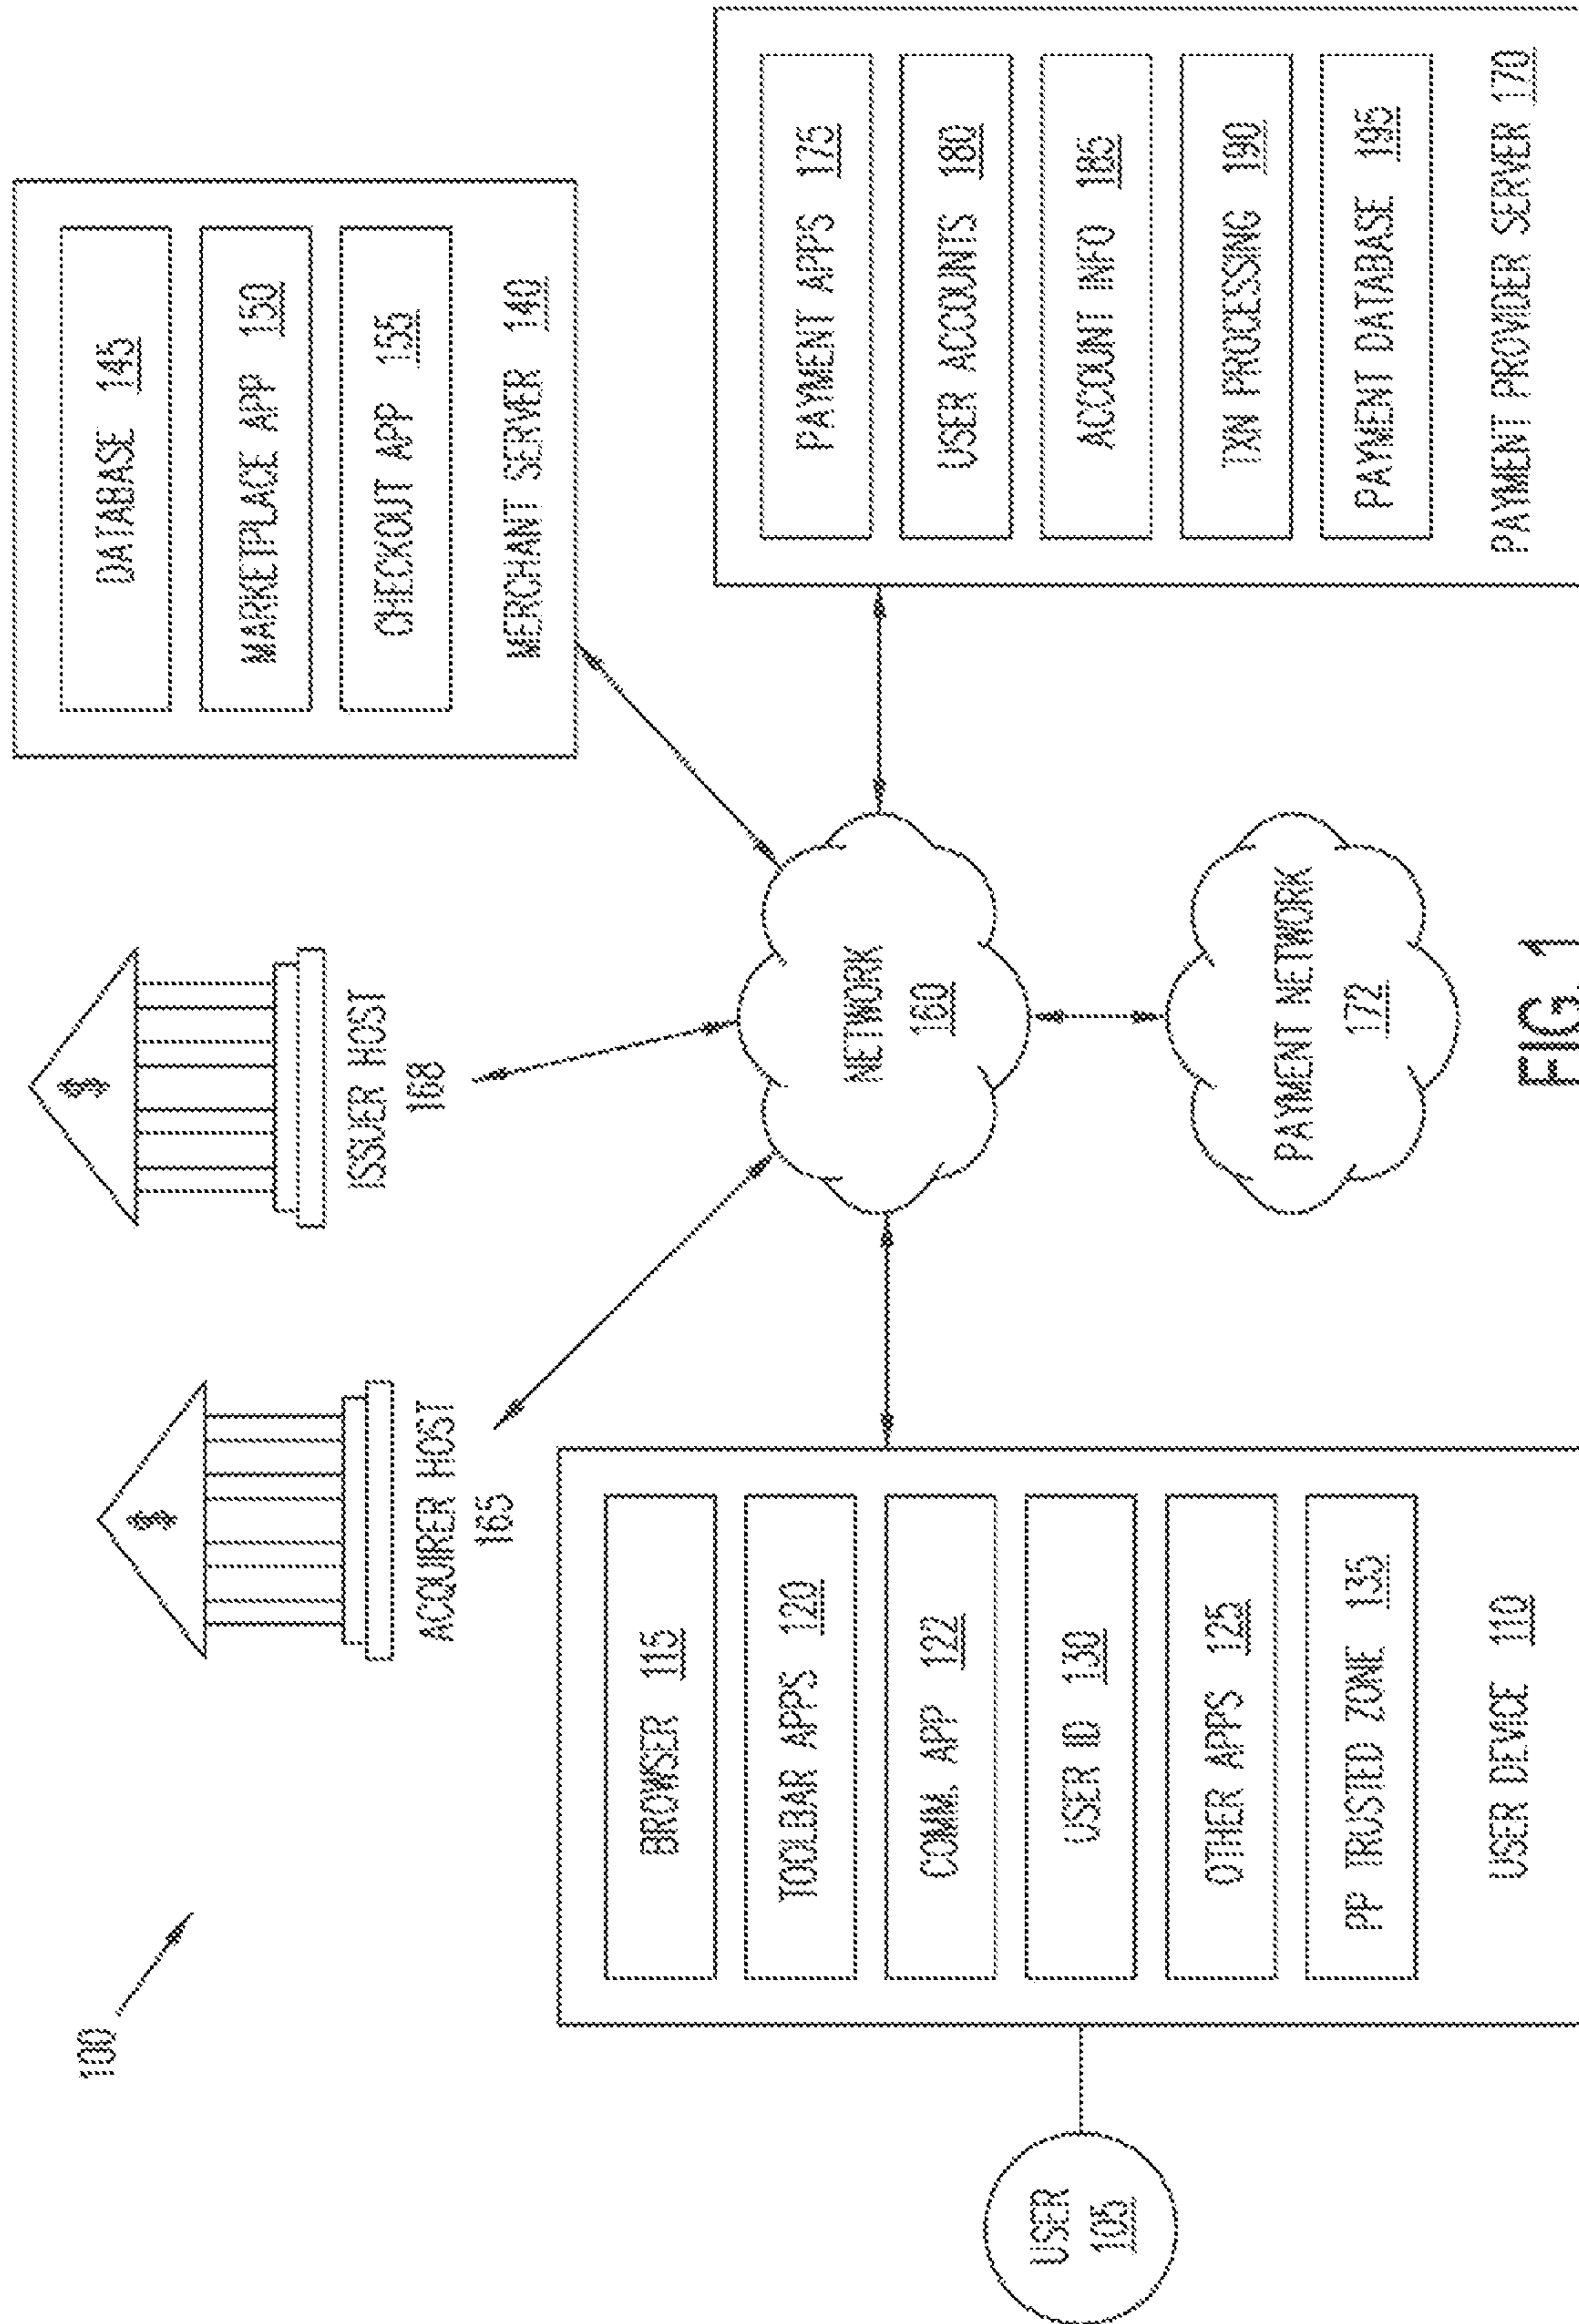 100
USER
105
BROWSER 115
TOOLBAR APPS 120
COMM. APP 122
USER ID 130
OTHER APPS 125
PP TRUSTED ZONE 135
USER DEVICE 110
$
ACQUIRER HOST
165
$
ISSUER HOST
168
NETWORK
160
PAYMENT NETWORK
172
DATABASE 145
MARKETPLACE APP 150
CHECKOUT APP 155
MERCHANT SERVER 140
PAYMENT APPS 175
USER ACCOUNTS 180
ACCOUNT INFO 185
TXN PROCESSING 190
PAYMENT DATABASE 195
PAYMENT PROVIDER SERVER 170
FIG. 1